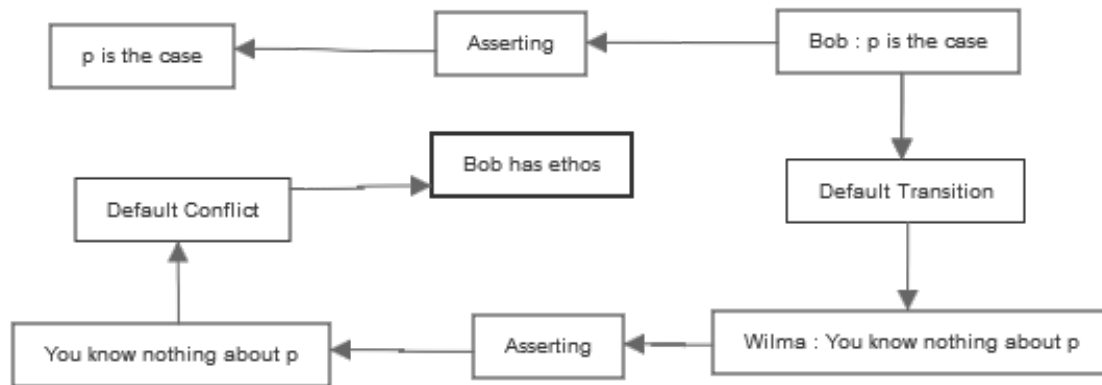 p is the case
Asserting
Bob : p is the case
Bob has ethos
Default Conflict
Default Transition
You know nothing about p
Asserting
Wilma : You know nothing about p